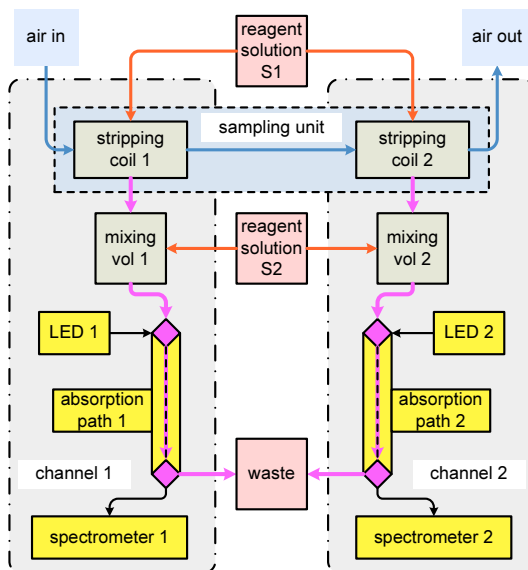 air in
reagent
solution
S1
air out
stripping
coil 1
sampling unit
stripping
coil 2
mixing
vol 1
reagent
solution
S2
mixing
vol 2
LED 1
LED 2
absorption
path 1
absorption
path 2
channel 1
waste
channel 2
spectrometer 1
spectrometer 2